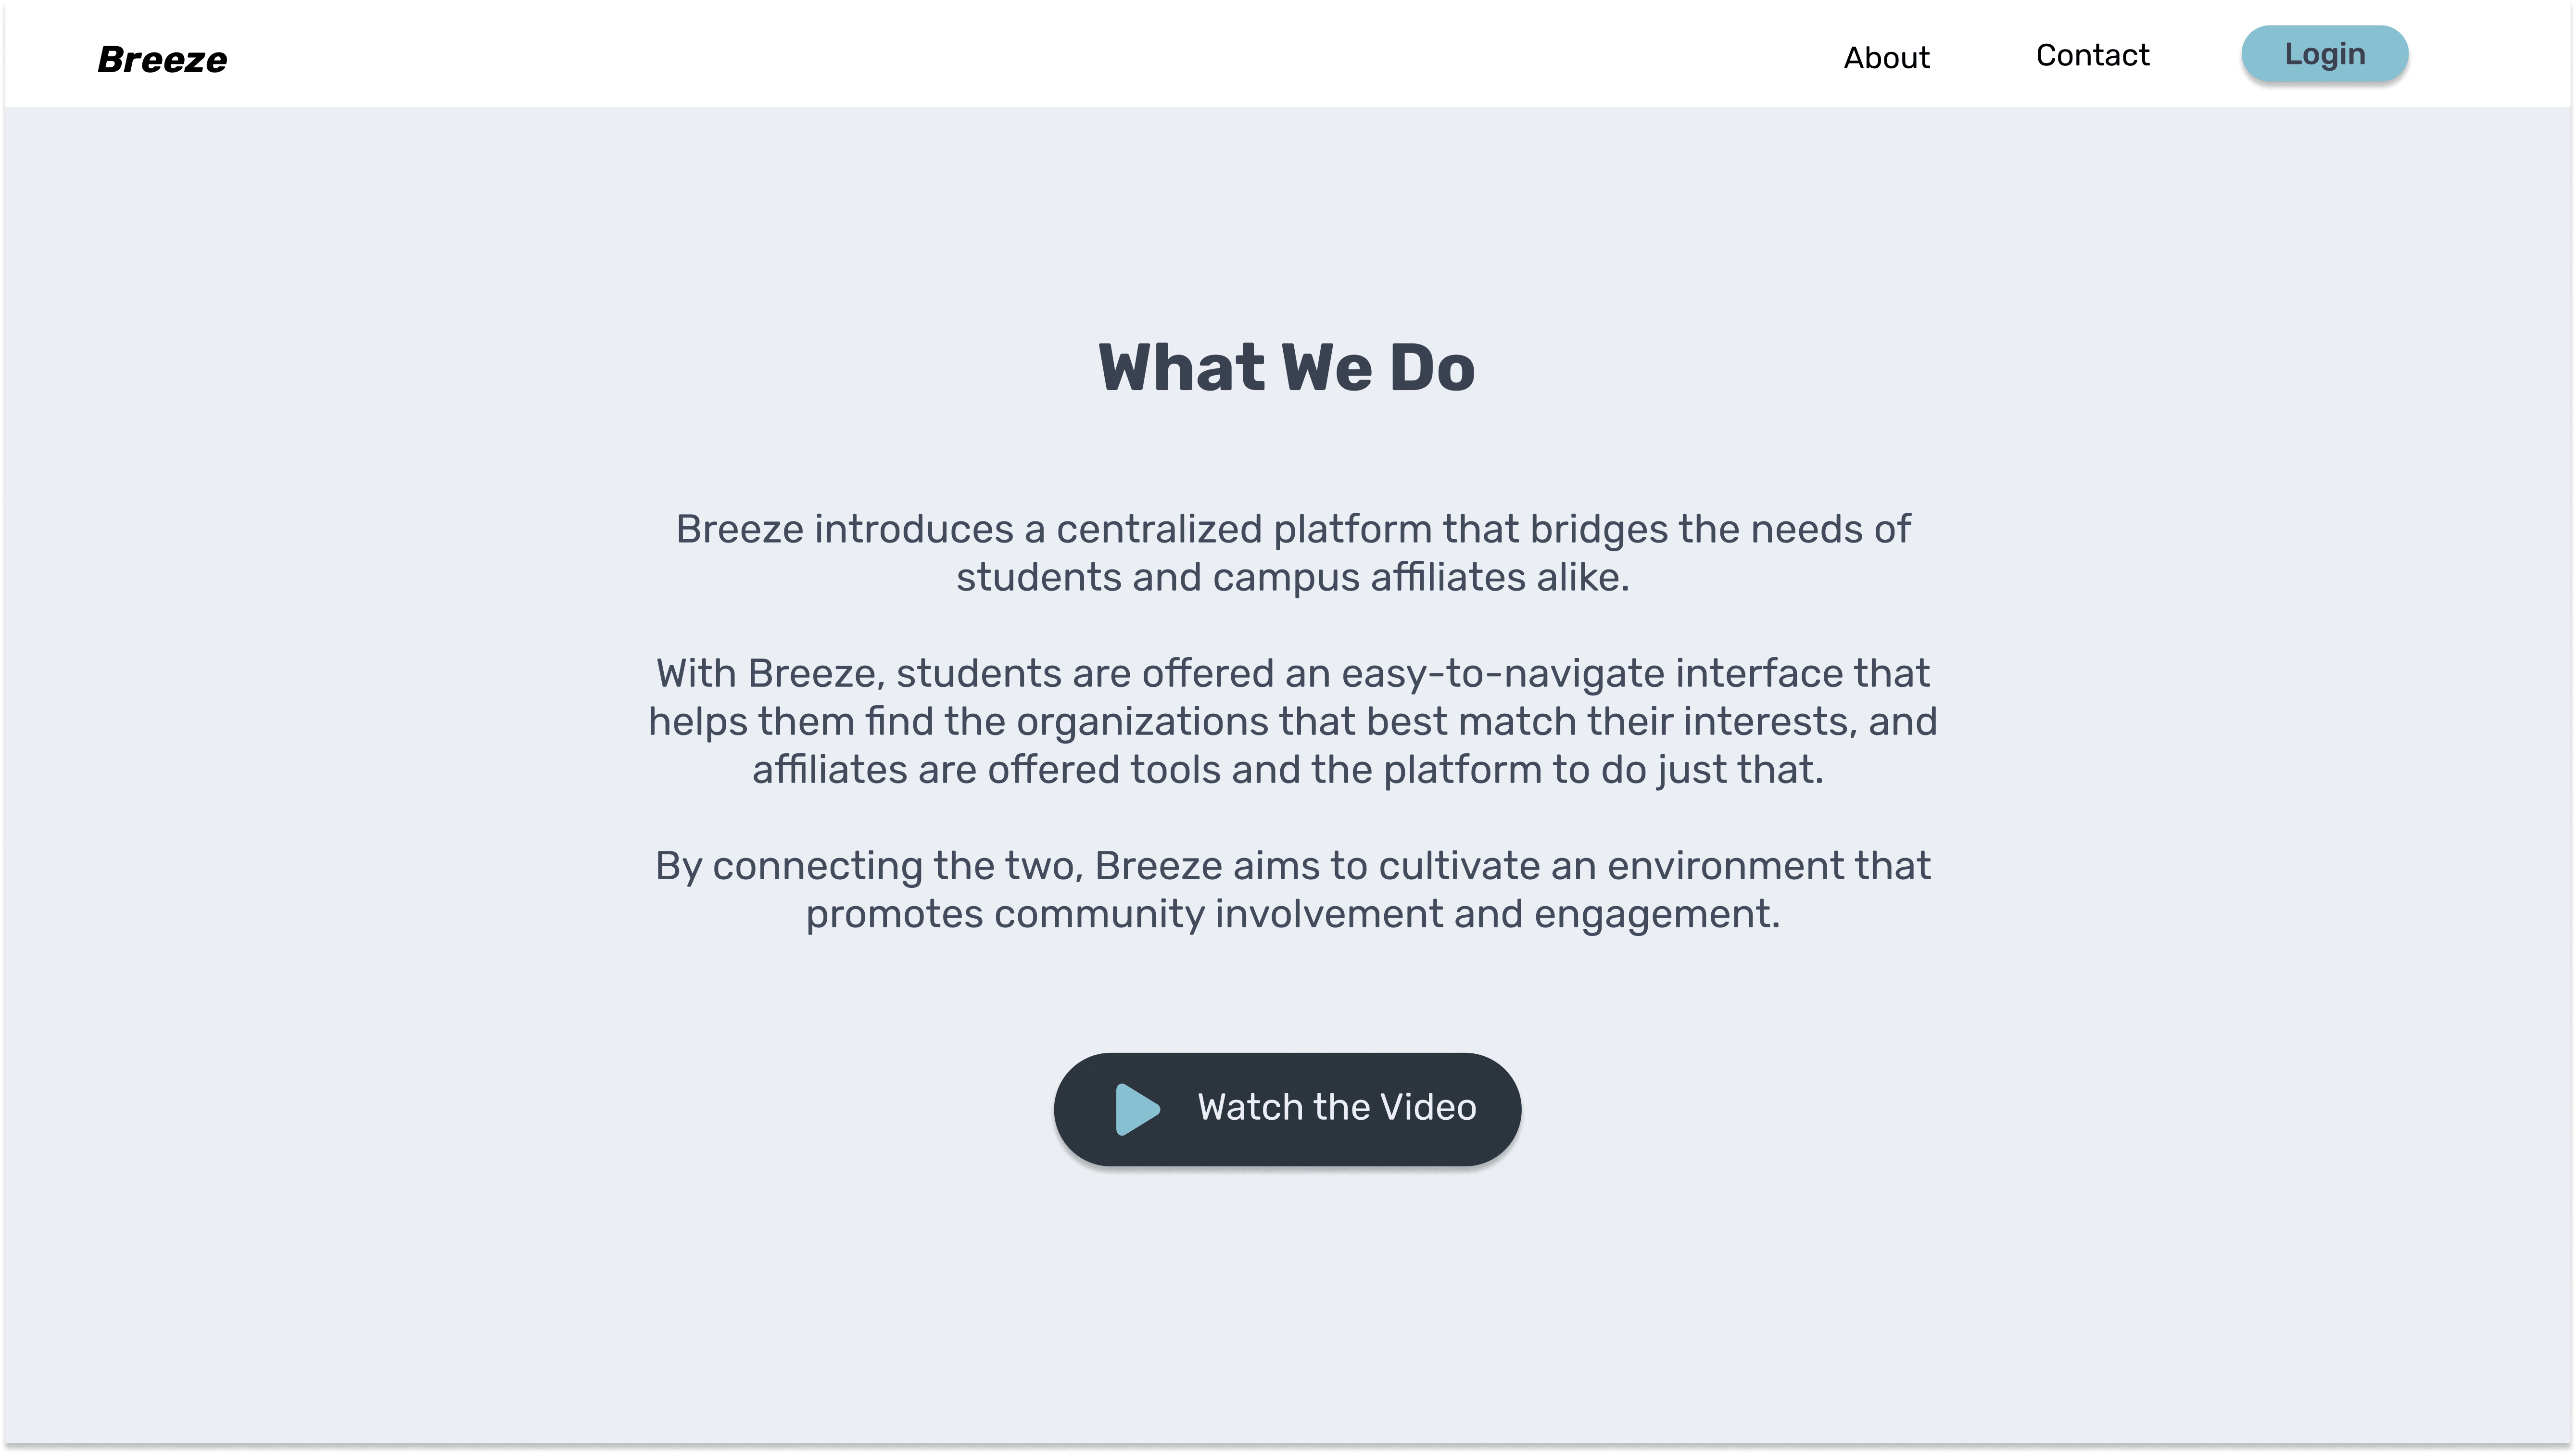 Breeze
About
Contact
Login
What We Do
Breeze introduces a centralized platform that bridges the needs of
students and campus affiliates alike.
With Breeze, students are offered an easy-to-navigate interface that
helps them find the organizations that best match their interests, and
affiliates are offered tools and the platform to do just that.
By connecting the two, Breeze aims to cultivate an environment that
promotes community involvement and engagement.
Watch the Video